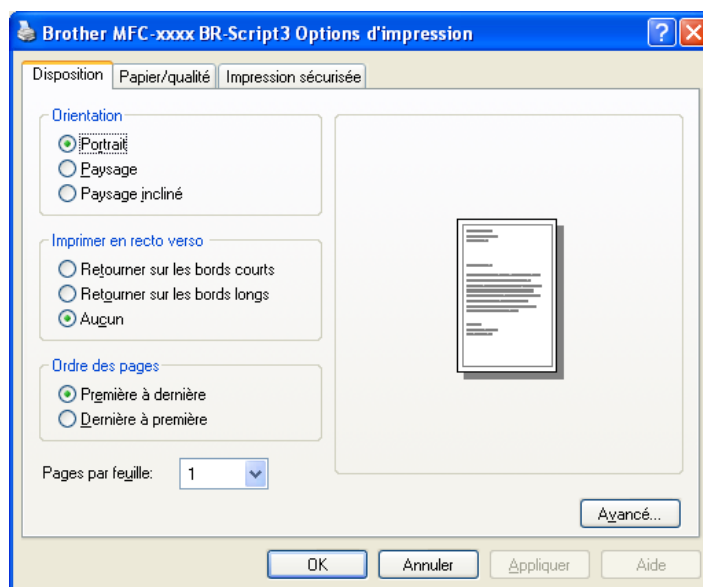 Brother MFC-xxxx BR-Script3 Options d'impression
Disposition Papier/qualité Impression sécurisée
Orientation
Portrait
Paysage
Paysage incliné
Imprimer en recto verso
Retourner sur les bords courts
Retourner sur les bords longs
Aucun
Ordre des pages
Première à dernière
Dernière à première
Pages par feuille: 1
Avancé...
OK Annuler Appliquer Aide